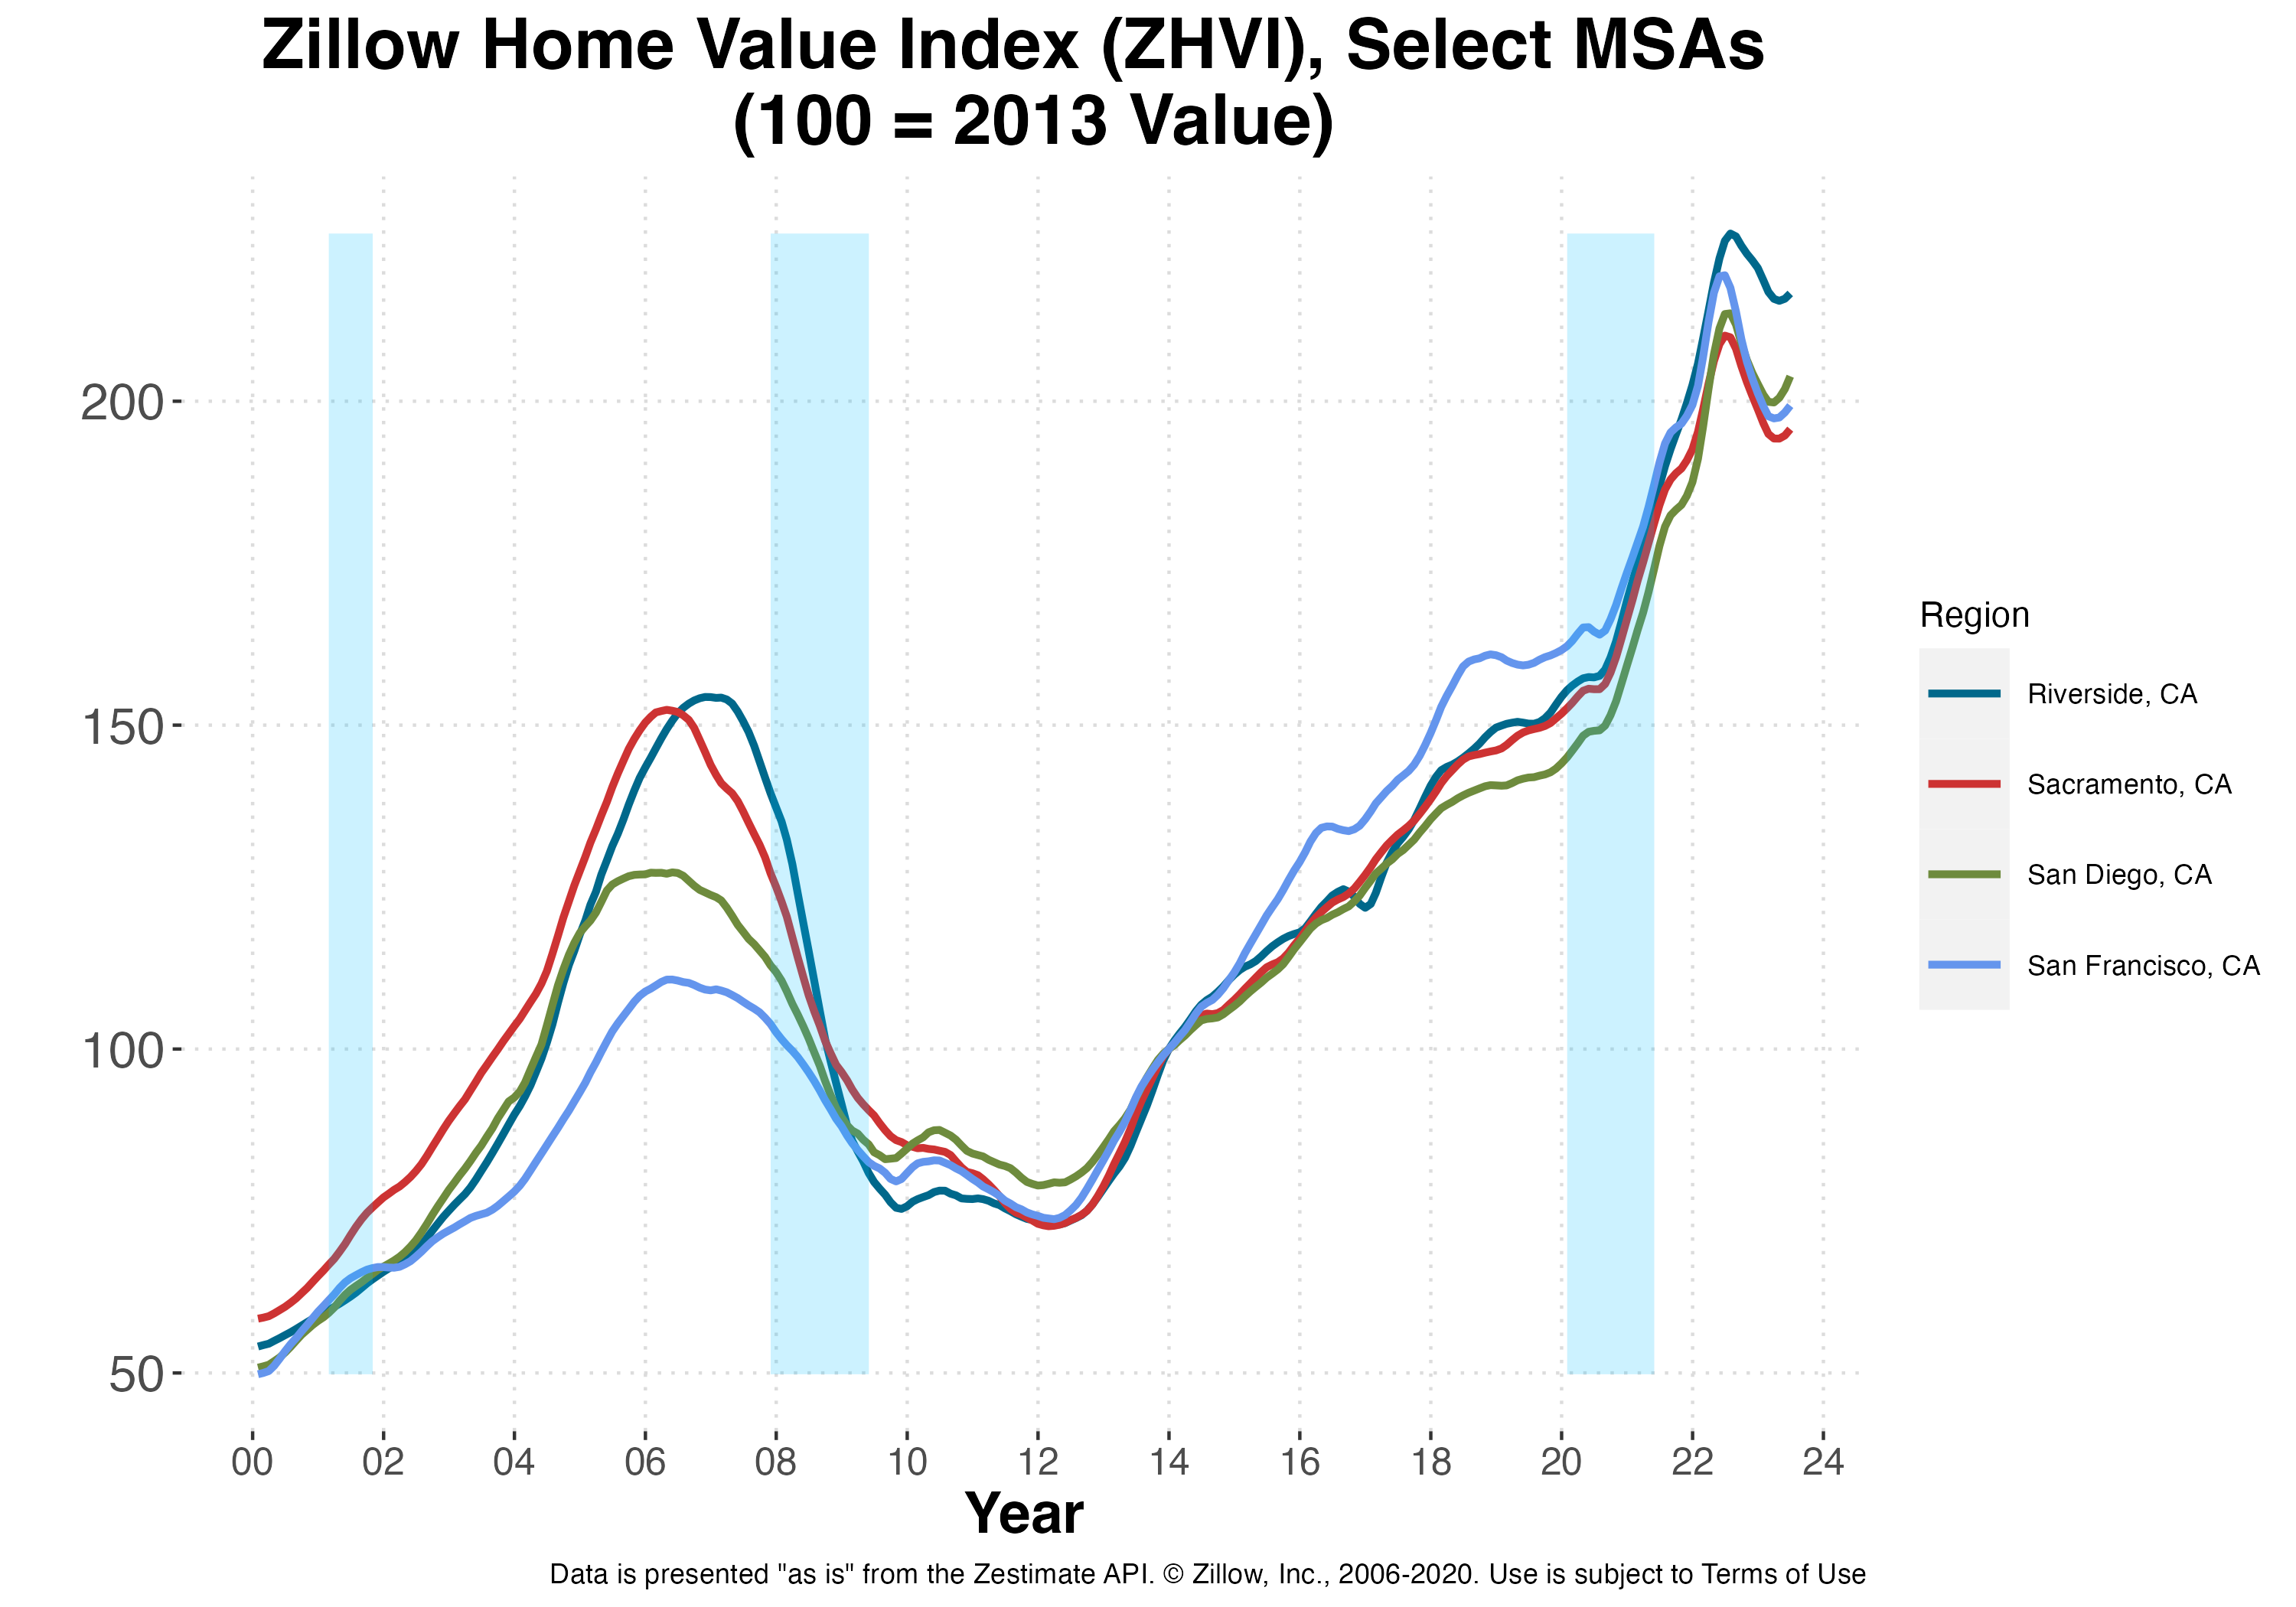 Zillow Home Value Index (ZHVI), Select MSAs
(100 = 2013 Value)
200
150
100
50
00 02 04 06 08 10 12 14 16 18 20 22 24
Year
Region
Riverside, CA
Sacramento, CA
San Diego, CA
San Francisco, CA
Data is presented "as is" from the Zestimate API. © Zillow, Inc., 2006-2020. Use is subject to Terms of Use